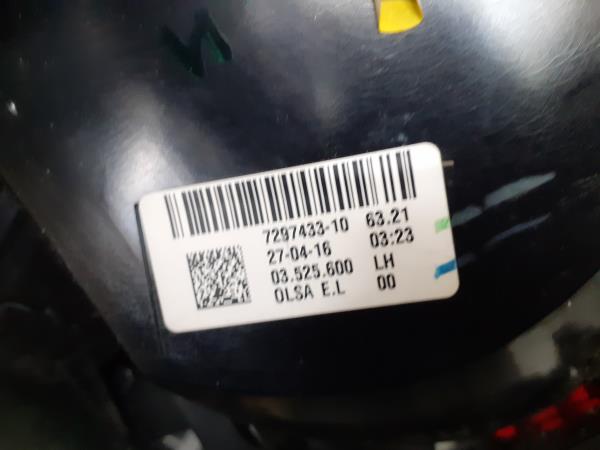 7297433-10 63.21
27-04-16 03:23
03.525.600 LH
OLSA E.L 00